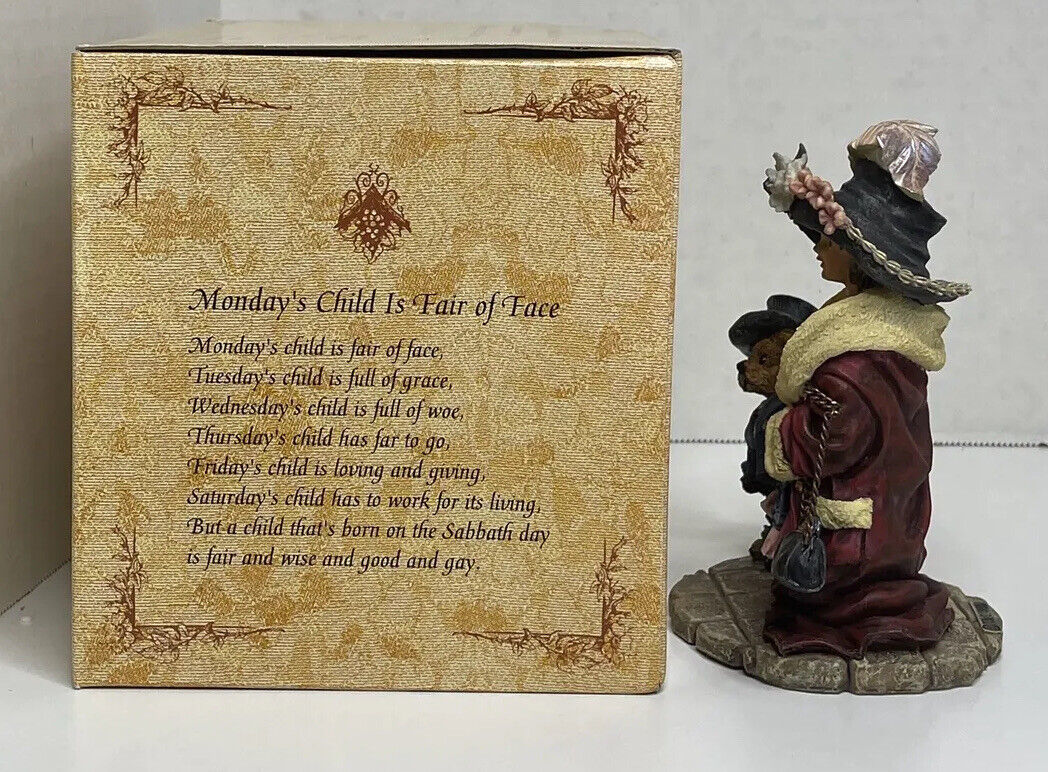 Monday's Child Is Fair of Face
Monday's child is fair of face,
Tuesday's child is full of grace,
Wednesday's child is full of woe,
Thursday's child has far to go,
Friday's child is loving and giving,
Saturday's child has to work for its living,
But a child that's born on the Sabbath day
is fair and wise and good and gay.